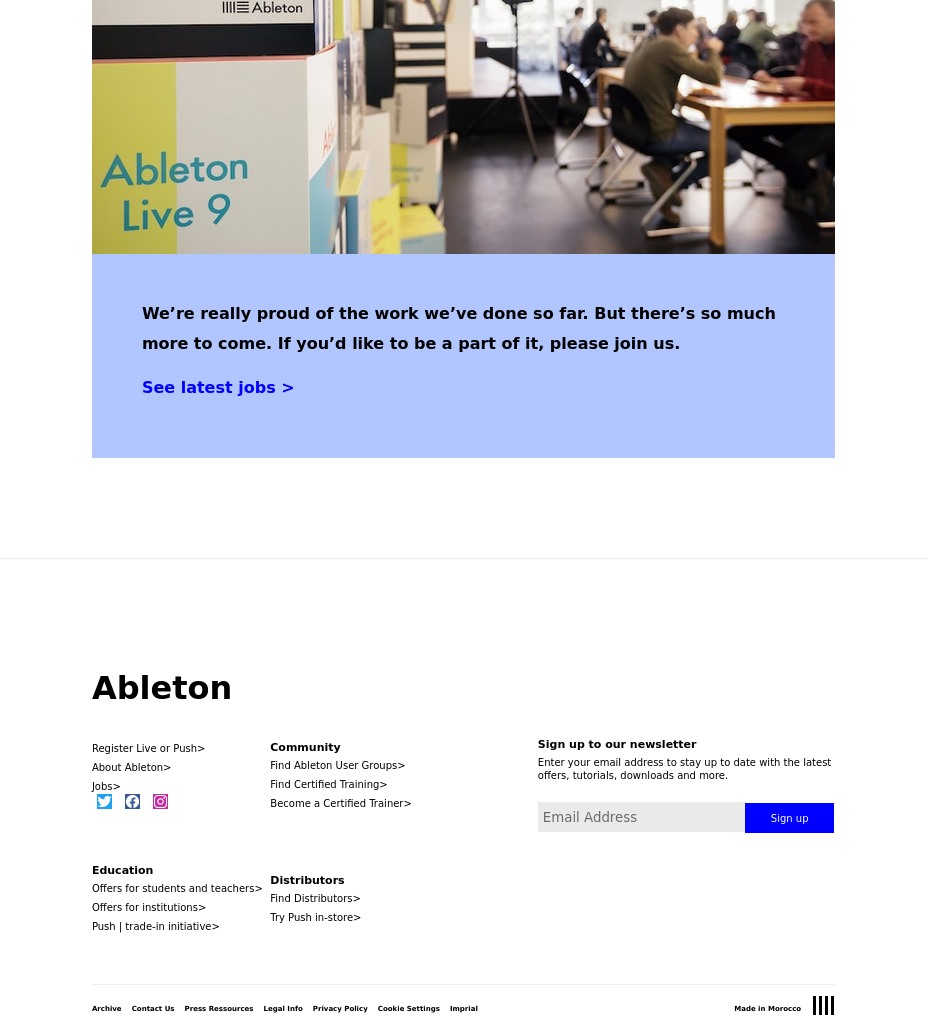 Ableton
Ableton
Live 9
We’re really proud of the work we’ve done so far. But there’s so much
more to come. If you’d like to be a part of it, please join us.
See latest jobs >
Ableton
Register Live or Push>
About Ableton>
Jobs>
Community
Find Ableton User Groups>
Find Certified Training>
Become a Certified Trainer>
Sign up to our newsletter
Enter your email address to stay up to date with the latest
offers, tutorials, downloads and more.
Email Address
Sign up
Education
Offers for students and teachers>
Offers for institutions>
Push | trade-in initiative>
Distributors
Find Distributors>
Try Push in-store>
Archive Contact Us Press Ressources Legal Info Privacy Policy Cookie Settings Imprial
Made in Morocco